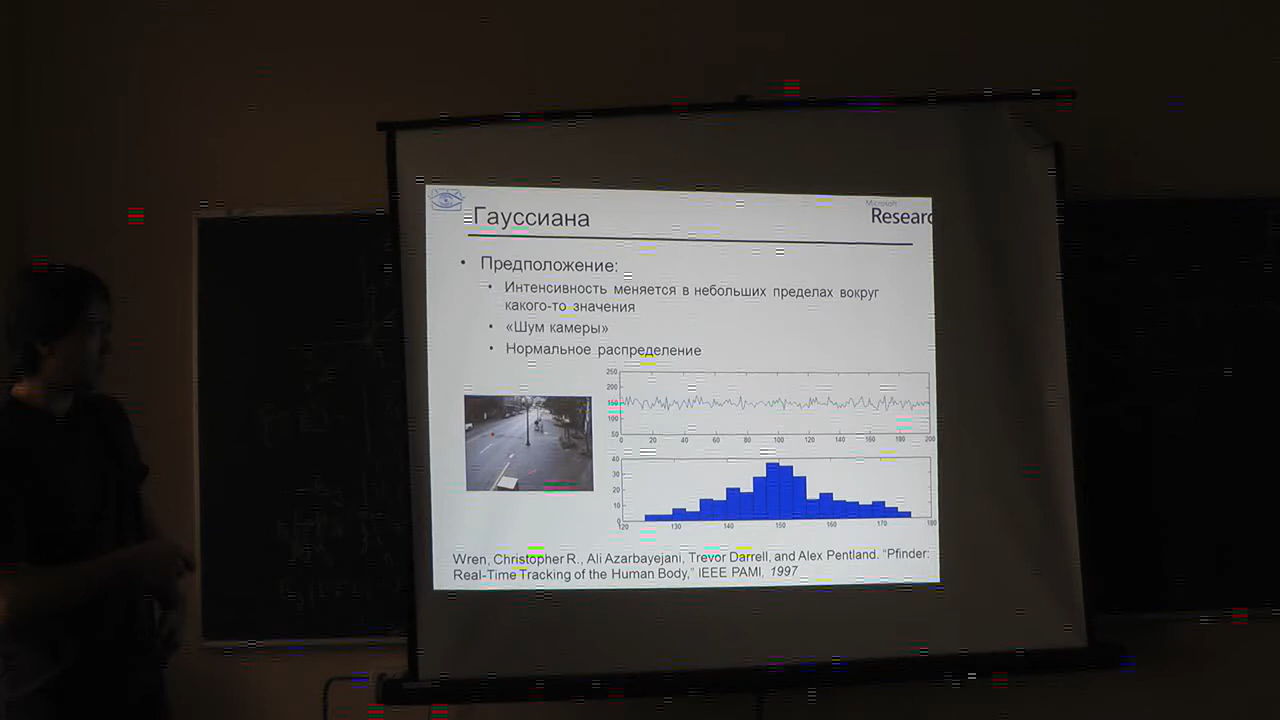 Microsoft
Гауссиана
Researc
• Предположение:
• Интенсивность меняется в небольших пределах вокруг
какого-то значения
• «Шум камеры»
• Нормальное распределение
250
200
150
100
50
0 20 40 60 80 100 120 140 160 180 200
40
30
20
10
0
120 130 140 150 160 170 180
Wren, Christopher R., Ali Azarbayejani, Trevor Darrell, and Alex Pentland. “Pfinder:
Real-Time Tracking of the Human Body,” IEEE PAMI, 1997